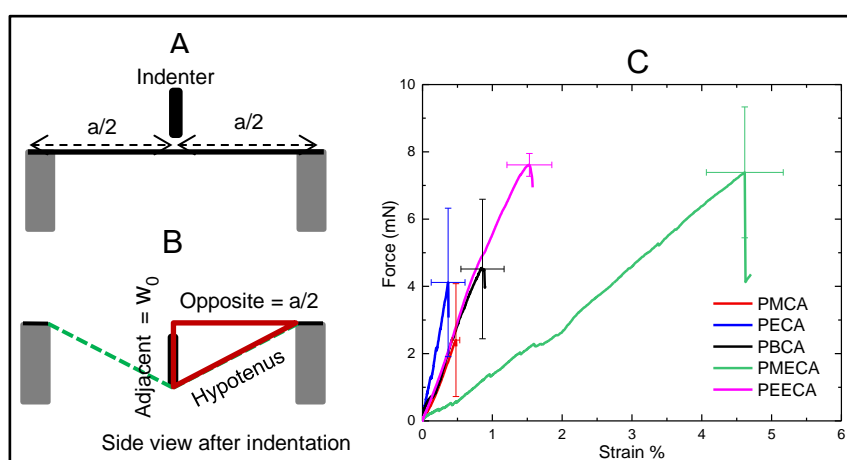 A
Indenter
a/2
a/2
B
Adjacent = w0
Opposite = a/2
Hypotenus
Side view after indentation
C
Force (mN)
10
8
6
4
2
0
0
1
2
3
4
5
6
Strain %
PMCA
PECA
PBCA
PMECA
PEECA